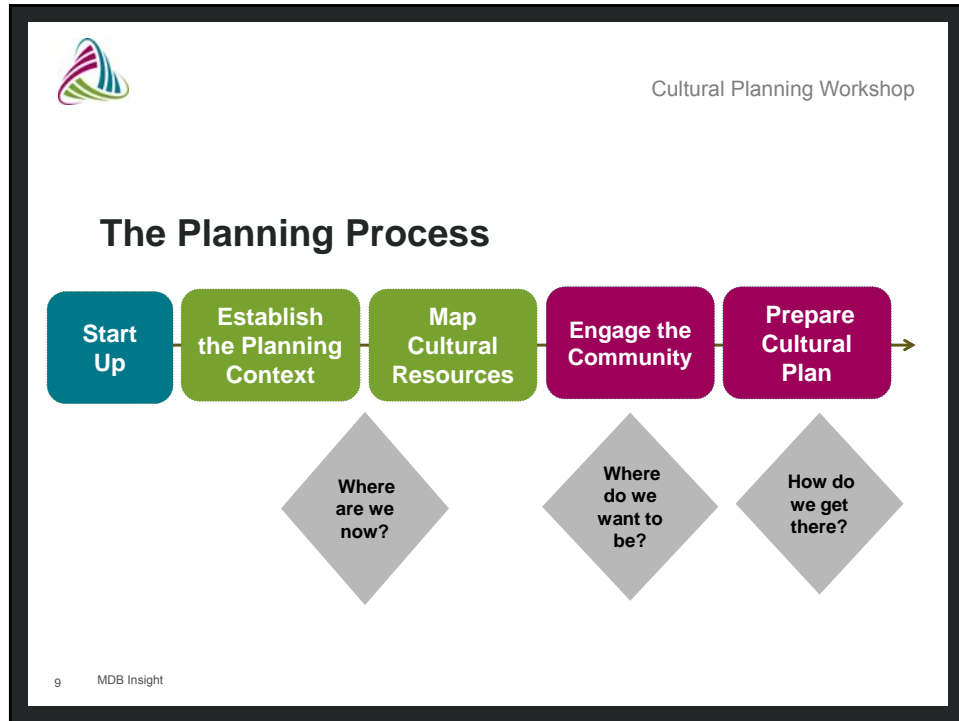 Cultural Planning Workshop
The Planning Process
Start
Up
Establish
the Planning
Context
Map
Cultural
Resources
Engage the
Community
Prepare
Cultural
Plan
Where
are we
now?
Where
do we
want to
be?
How do
we get
there?
9 MDB Insight